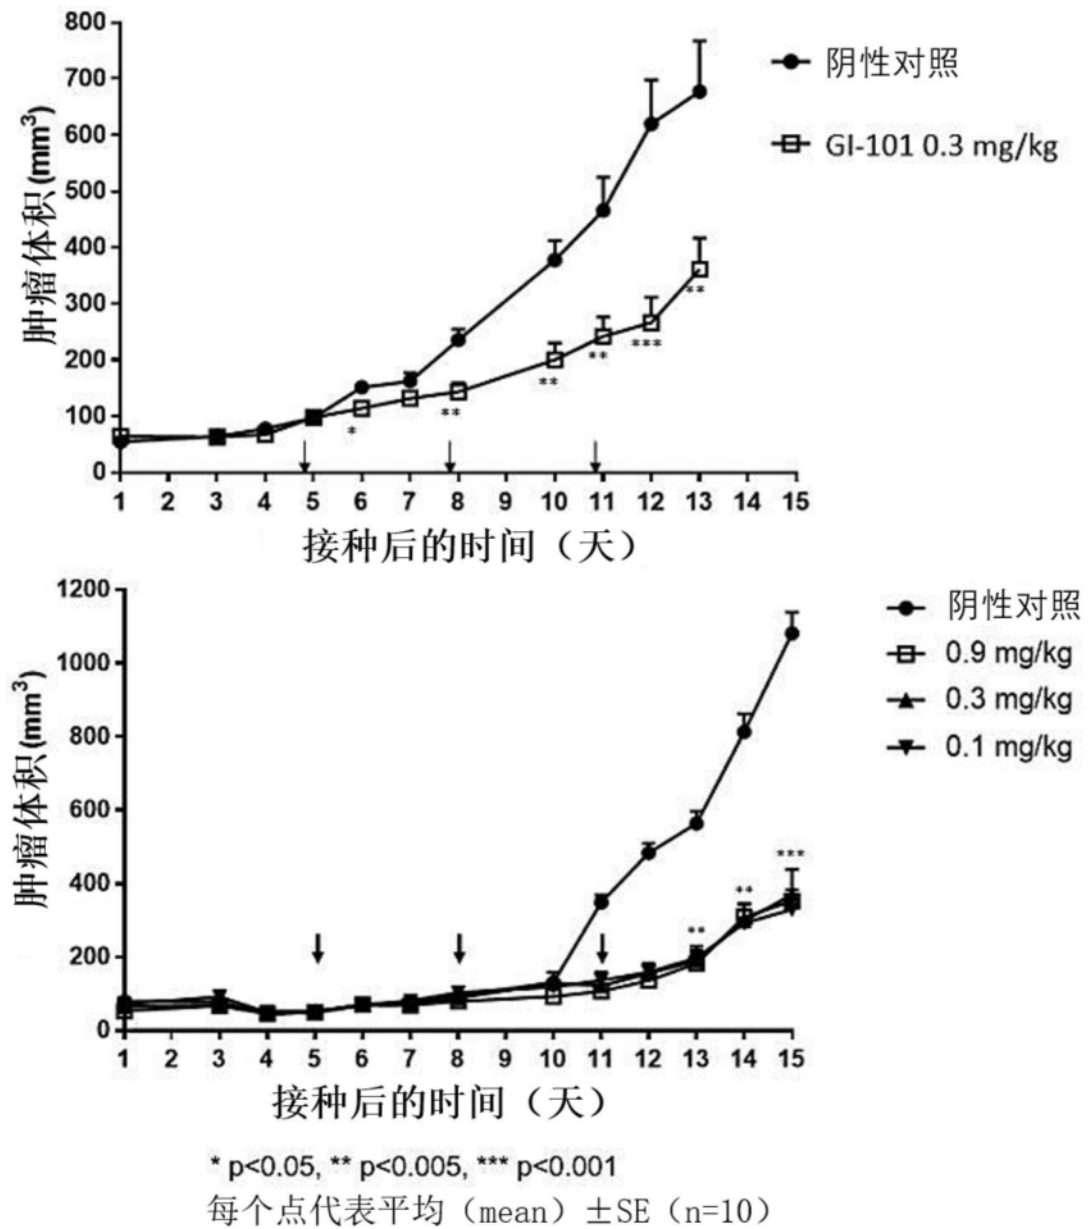 肿瘤体积(mm³)
800
700
600
500
400
300
200
100
0
阴性对照
GI-101 0.3 mg/kg
*
**
**
**
***
**
1 2 3 4 5 6 7 8 9 10 11 12 13 14 15
接种后的时间（天）
肿瘤体积(mm³)
1200
1000
800
600
400
200
0
阴性对照
0.9 mg/kg
0.3 mg/kg
0.1 mg/kg
**
**
***
1 2 3 4 5 6 7 8 9 10 11 12 13 14 15
接种后的时间（天）
* p<0.05, ** p<0.005, *** p<0.001
每个点代表平均（mean）±SE（n=10）